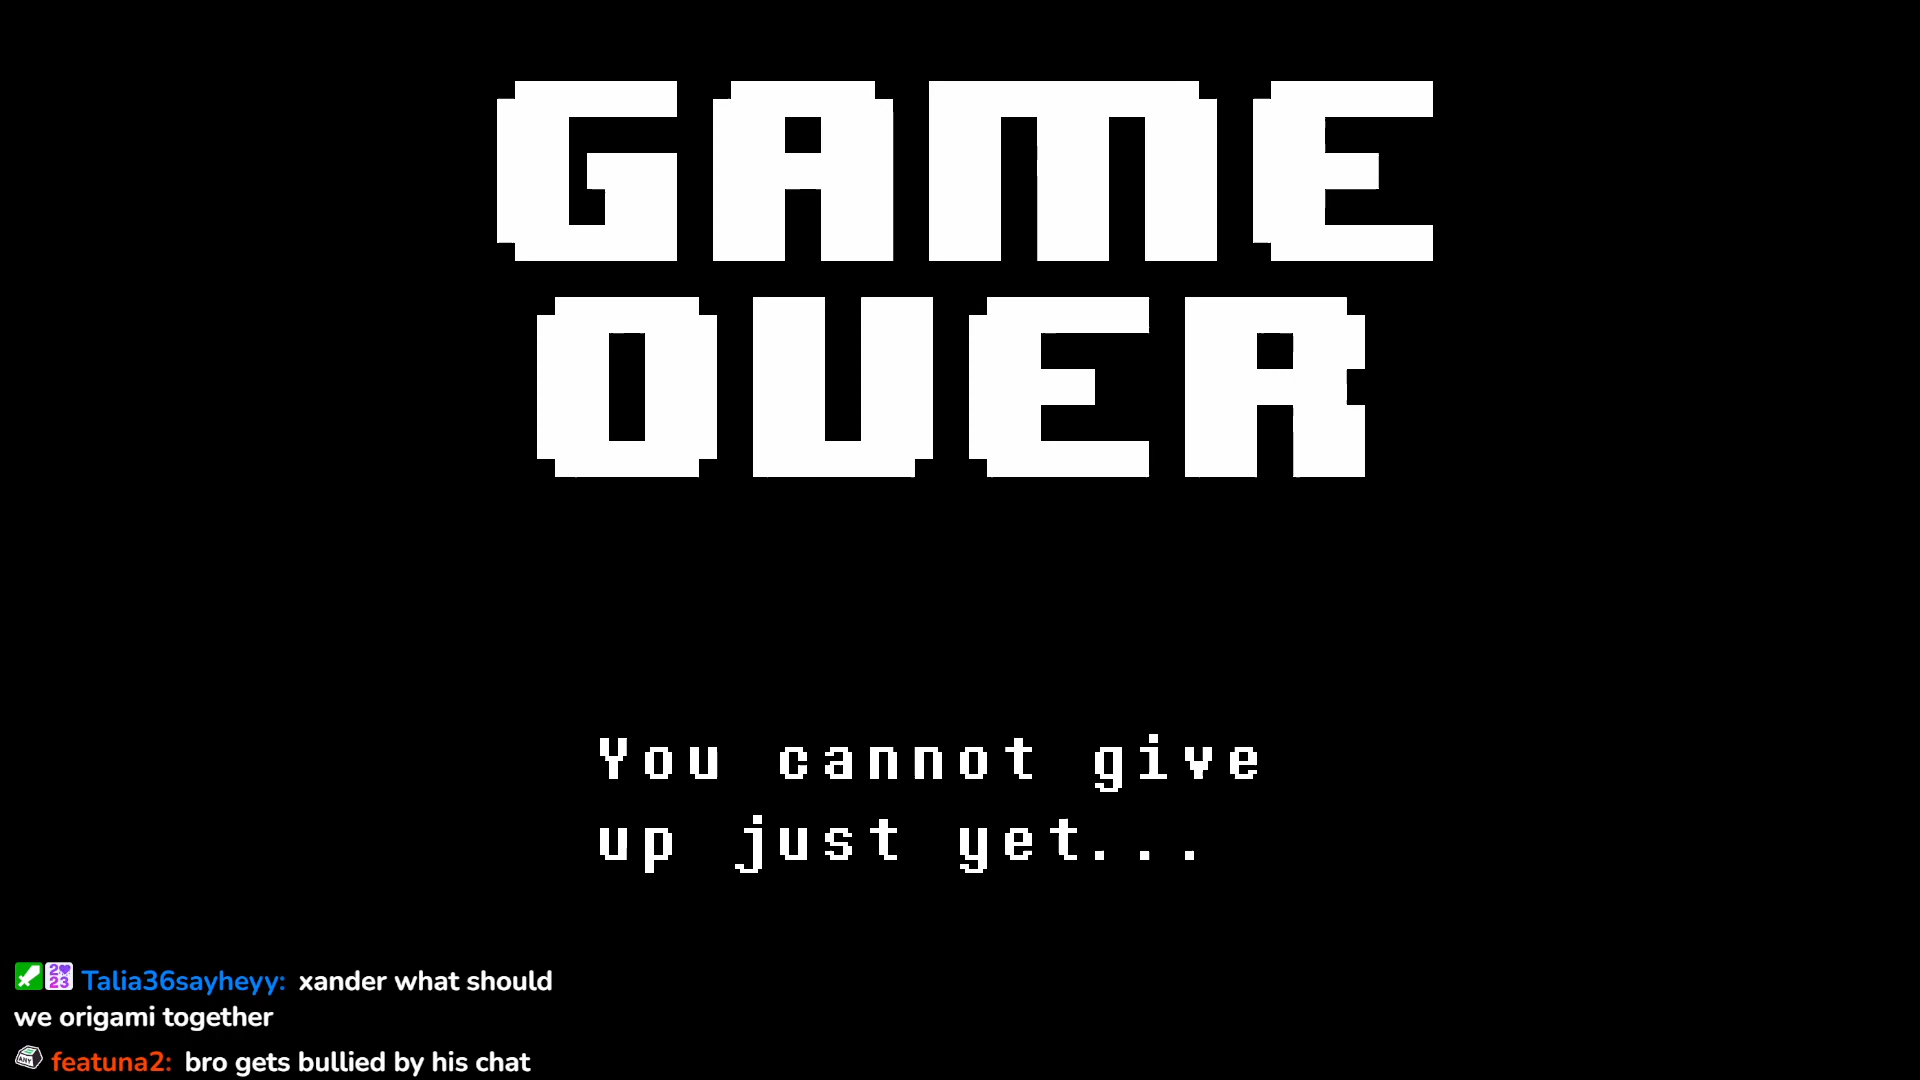 GAME
OVER
You cannot give
up just yet...
Talia36sayheyy: xander what should
we origami together
featuna2: bro gets bullied by his chat